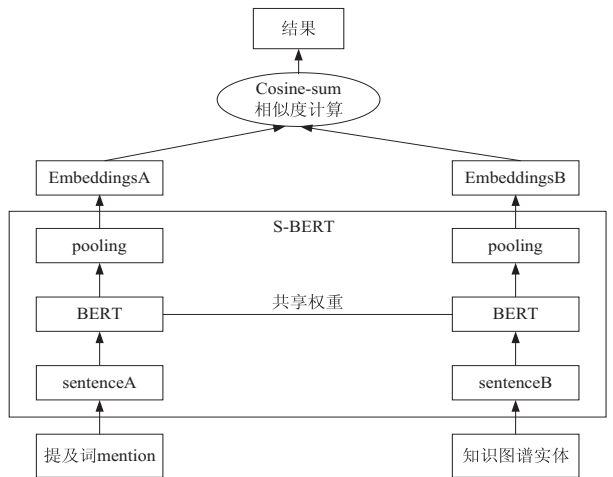 结果
Cosine-sum
相似度计算
EmbeddingsA
EmbeddingsB
S-BERT
pooling
pooling
共享权重
BERT
BERT
sentenceA
sentenceB
提及词mention
知识图谱实体